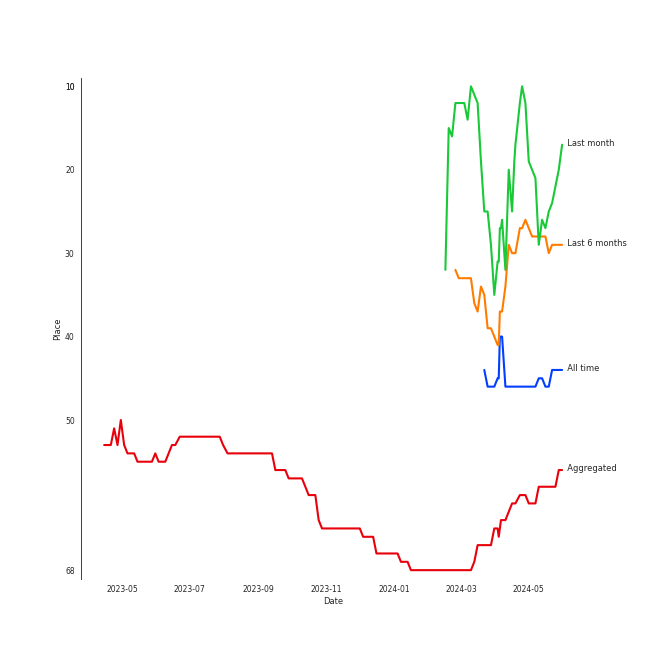 10
Last month
20
Last 6 months
30
Place
40
All time
50
Aggregated
68
2023-05 2023-07 2023-09 2023-11 2024-01 2024-03 2024-05
Date